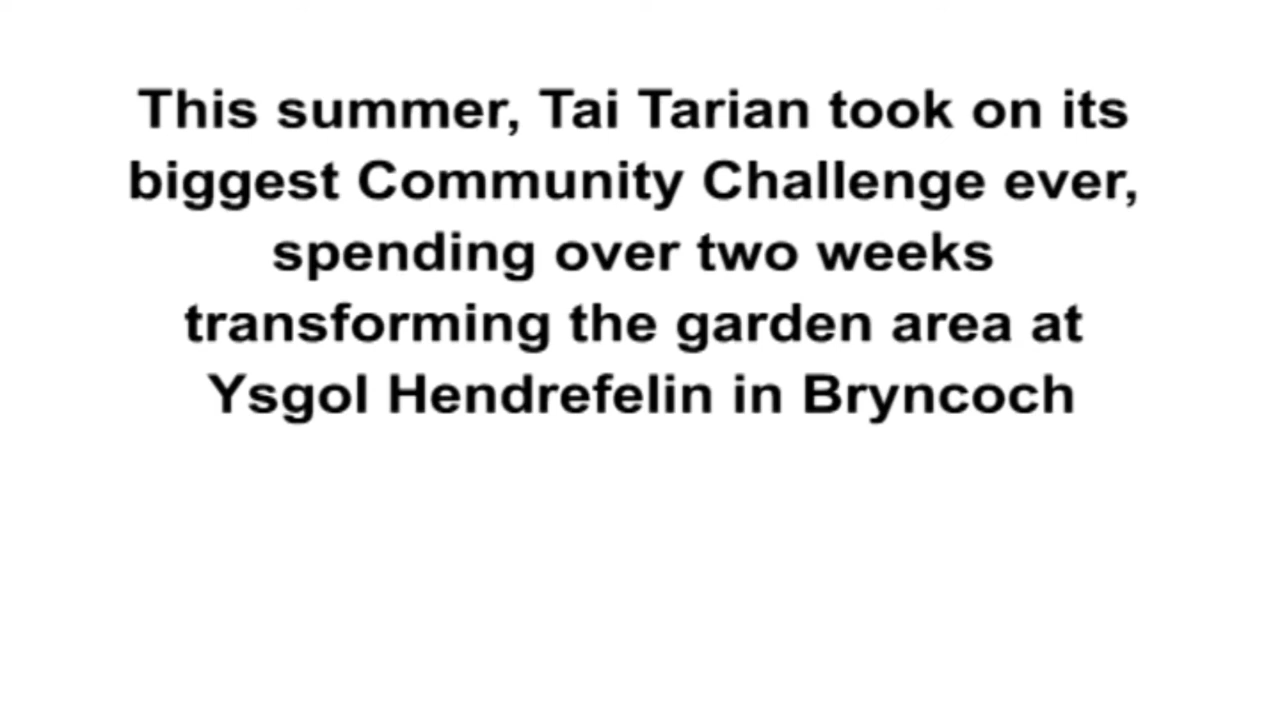 This summer, Tai Tarian took on its
biggest Community Challenge ever,
spending over two weeks
transforming the garden area at
Ysgol Hendrefelin in Bryncoch